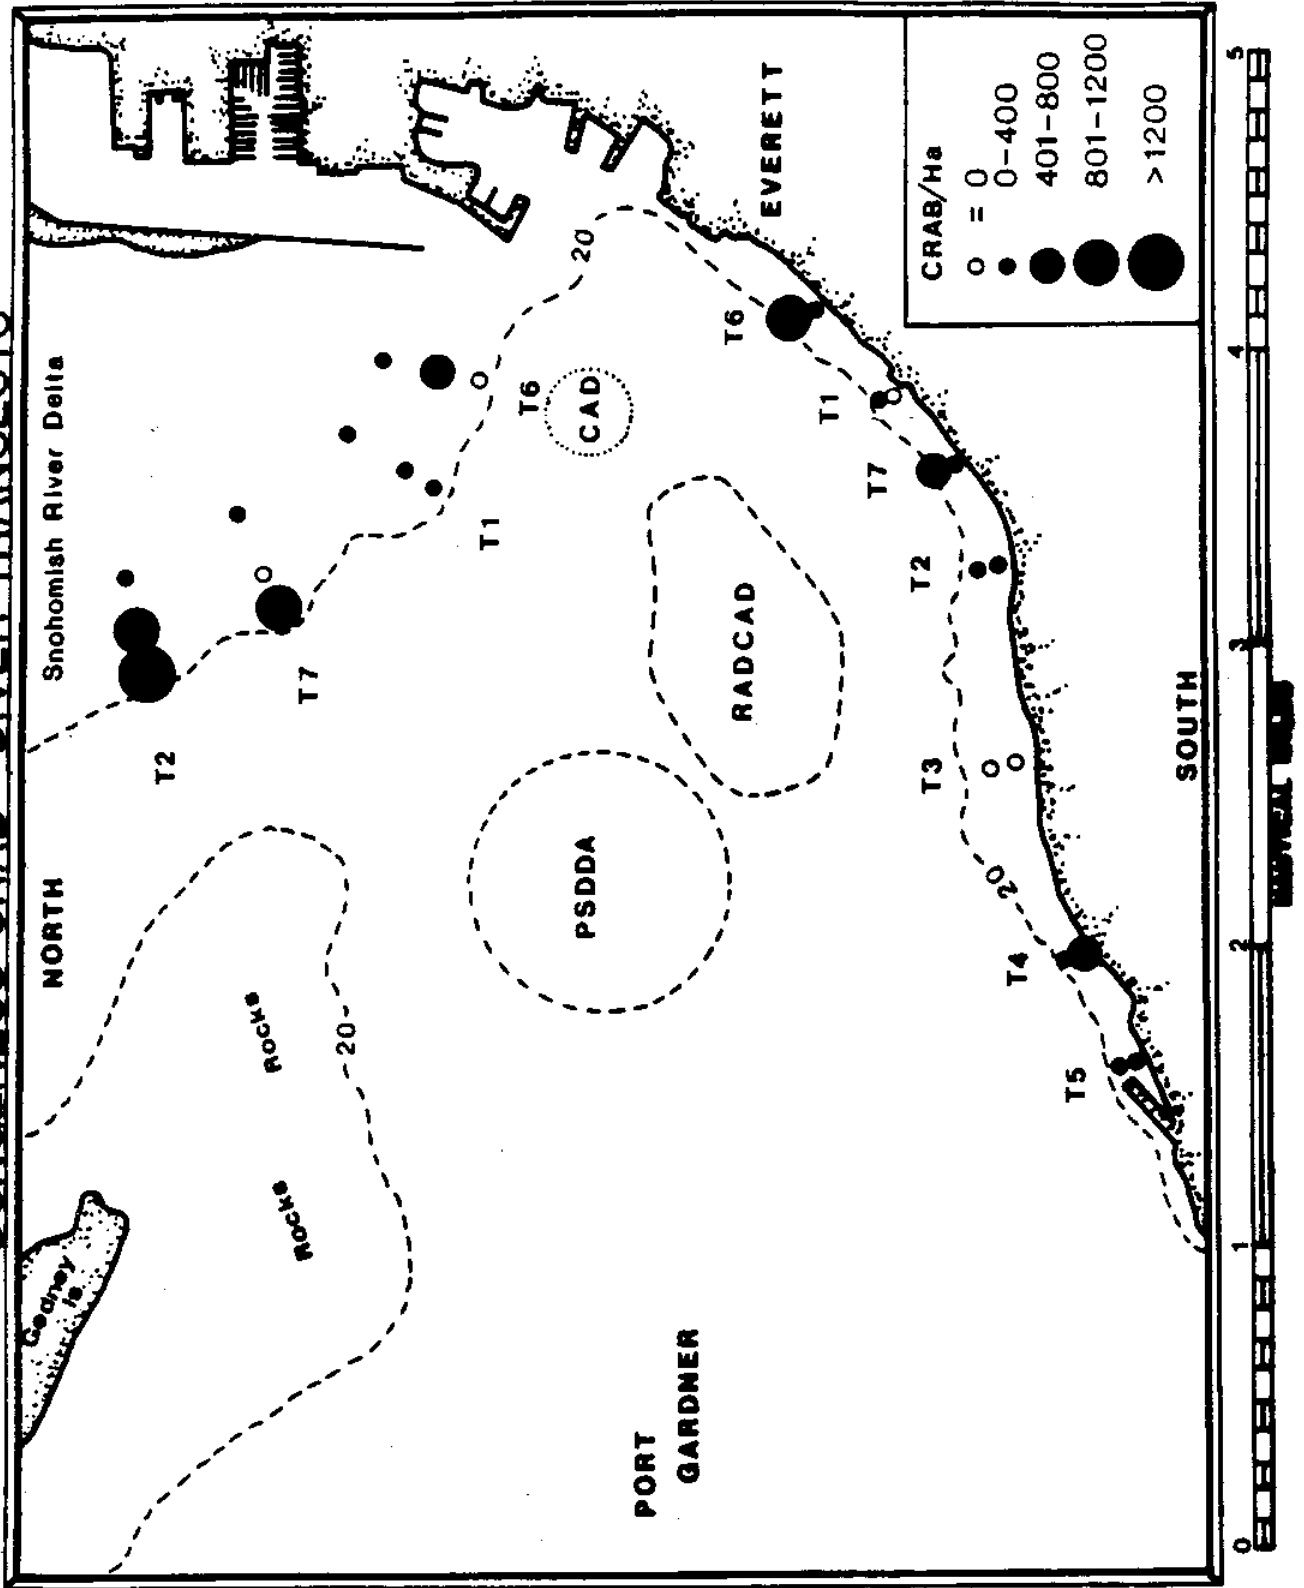 Snohomish River Delta
NORTH
Gedney
Is.
Rocks
Rocks
20
20
20
T2
T7
T1
T6
CAD
RADCAD
PSDDA
PORT
GARDNER
EVERETT
T6
T1
T7
T2
T3
T4
T5
SOUTH
CRAB/Ha
= 0
0-400
401-800
801-1200
>1200
0
1
2
3
4
5